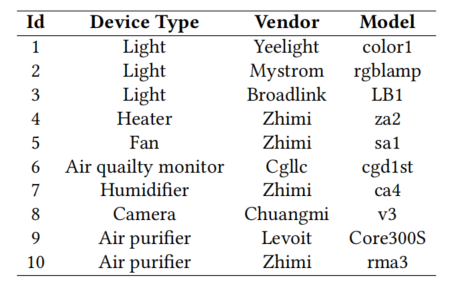 Id Device Type Vendor Model
1 Light Yeelight color1
2 Light Mystrom rgblamp
3 Light Broadlink LB1
4 Heater Zhimi za2
5 Fan Zhimi sa1
6 Air quailty monitor Cgllc cgd1st
7 Humidifier Zhimi ca4
8 Camera Chuangmi v3
9 Air purifier Levoit Core300S
10 Air purifier Zhimi rma3